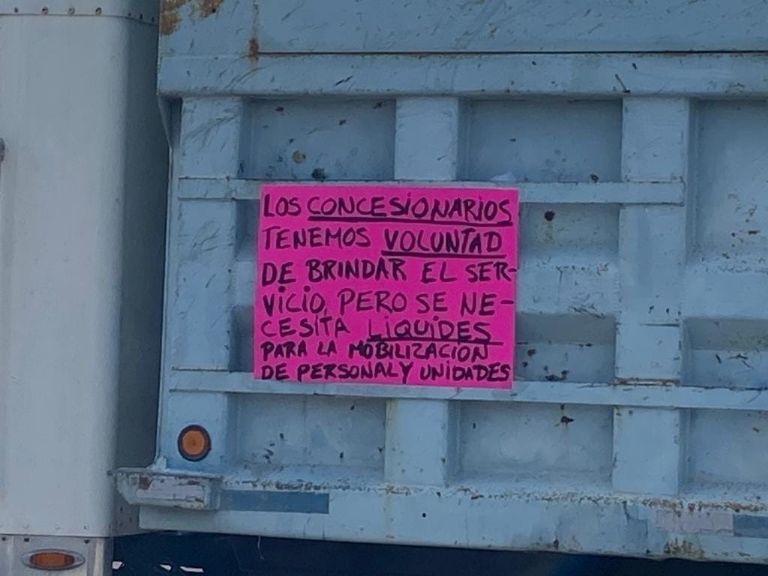 LOS CONCESIONARIOS
TENEMOS VOLUNTAD
DE BRINDAR EL SER-
VICIO, PERO SE NE-
CESITA LIQUIDES
PARA LA MOBILIZACION
DE PERSONAL Y UNIDADES